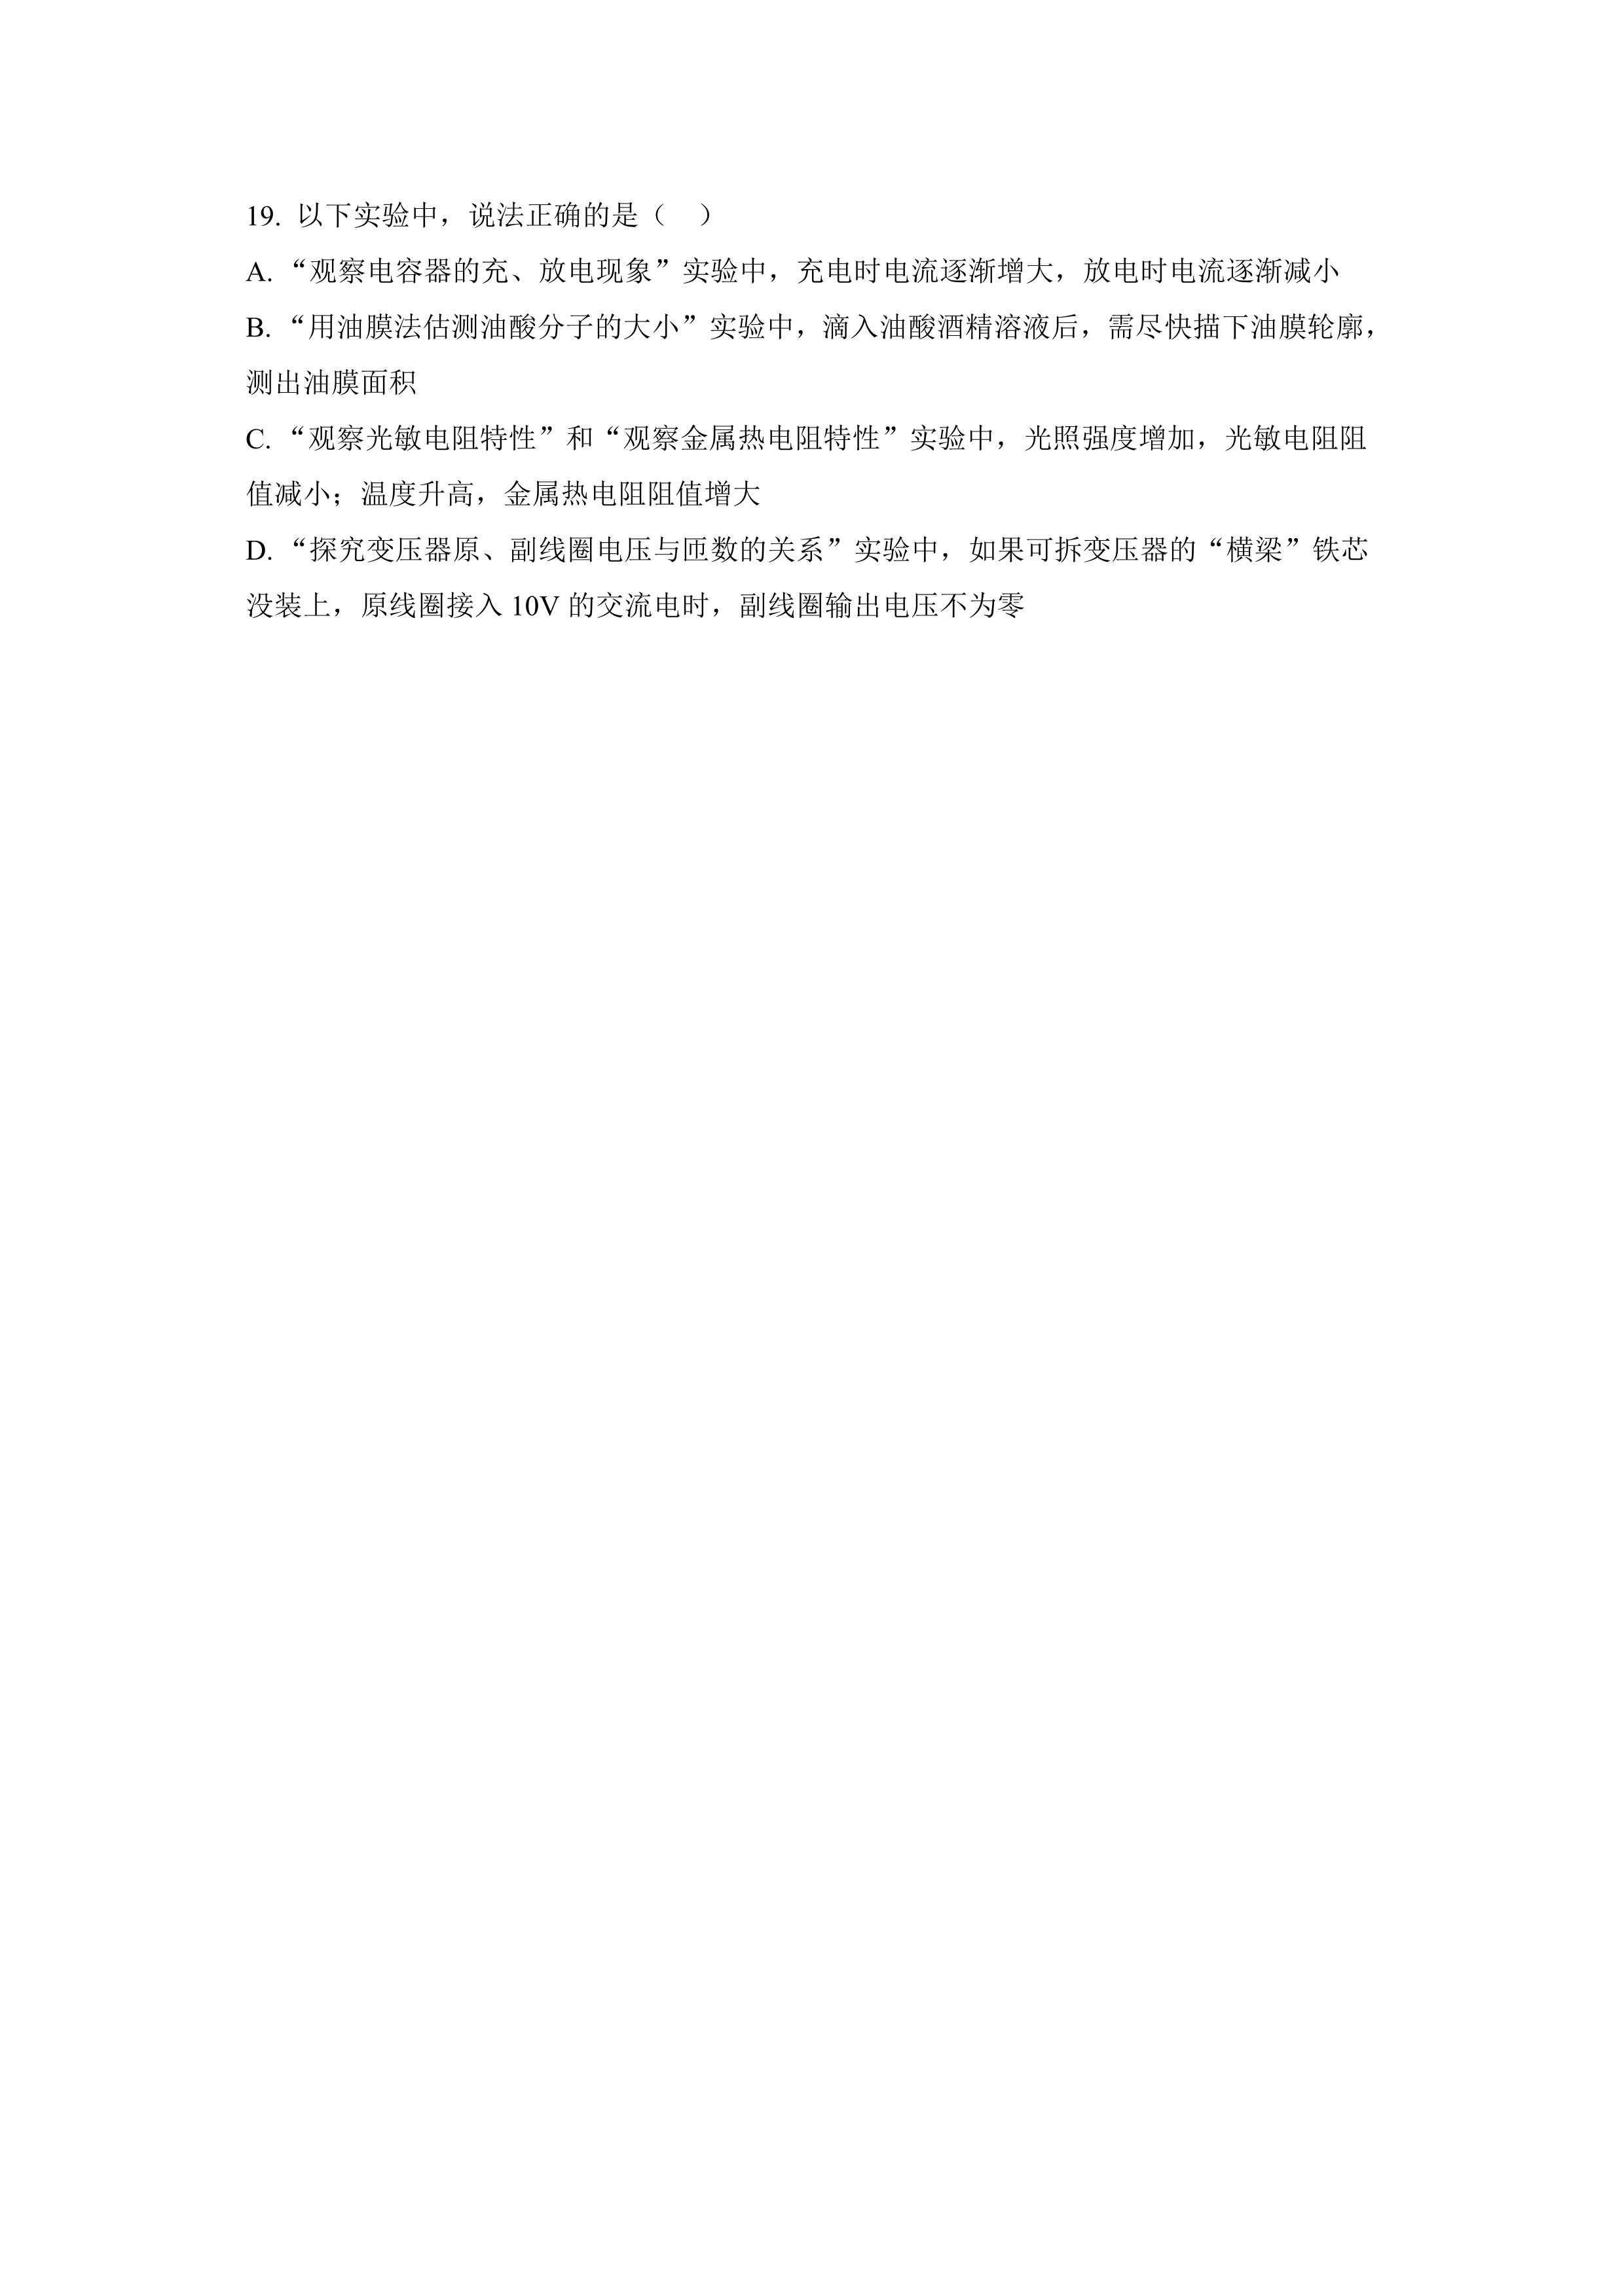 19. 以下实验中，说法正确的是（　）
A. “观察电容器的充、放电现象”实验中，充电时电流逐渐增大，放电时电流逐渐减小
B. “用油膜法估测油酸分子的大小”实验中，滴入油酸酒精溶液后，需尽快描下油膜轮廓，
测出油膜面积
C. “观察光敏电阻特性”和“观察金属热电阻特性”实验中，光照强度增加，光敏电阻阻
值减小；温度升高，金属热电阻阻值增大
D. “探究变压器原、副线圈电压与匝数的关系”实验中，如果可拆变压器的“横梁”铁芯
没装上，原线圈接入 10V 的交流电时，副线圈输出电压不为零